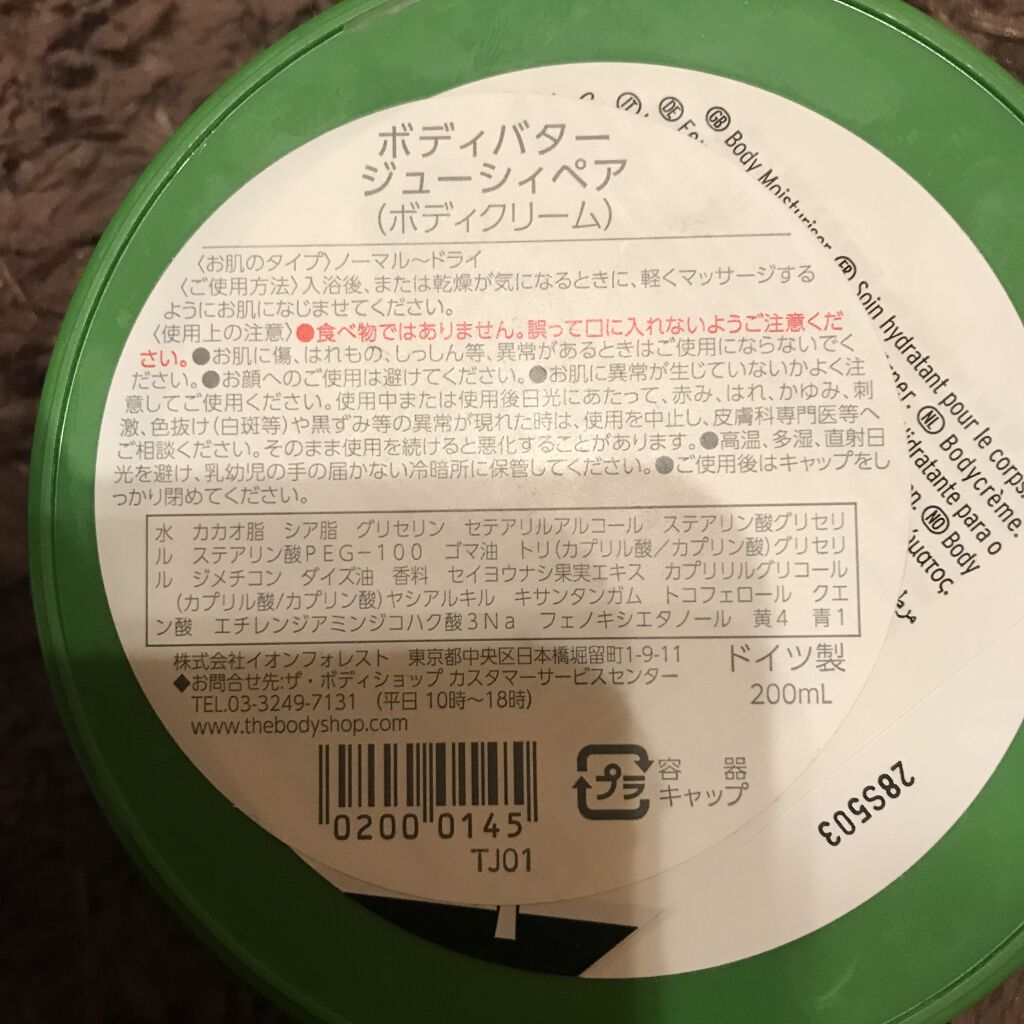 ボディバター
ジューシィペア
(ボディクリーム)
〈お肌のタイプ〉ノーマル〜ドライ
〈ご使用方法〉入浴後、または乾燥が気になるときに、軽くマッサージする
ようにお肌になじませてください。
〈使用上の注意〉●食べ物ではありません。誤って口に入れないようご注意くだ
さい。●お肌に傷、はれもの、しっしん等、異常があるときはご使用にならないでく
ださい。●お顔へのご使用は避けてください。●お肌に異常が生じていないかよく注
意してご使用ください。使用中または使用後日光にあたって、赤み、はれ、かゆみ、刺
激、色抜け(白斑等)や黒ずみ等の異常が現れた時は、使用を中止し、皮膚科専門医等へ
ご相談ください。そのまま使用を続けると悪化することがあります。●高温、多湿、直射日
光を避け、乳幼児の手の届かない冷暗所に保管してください。●ご使用後はキャップをし
っかり閉めてください。
水 カカオ脂 シア脂 グリセリン セテアリルアルコール ステアリン酸グリセリ
ル ステアリン酸PEG-100 ゴマ油 トリ(カプリル酸/カプリン酸)グリセリ
ル ジメチコン ダイズ油 香料 セイヨウナシ果実エキス カプリリルグリコール
(カプリル酸/カプリン酸)ヤシアルキル キサンタンガム トコフェロール クエ
ン酸 エチレンジアミンジコハク酸3Na フェノキシエタノール 黄4 青1
株式会社イオンフォレスト 東京都中央区日本橋堀留町1-9-11
◆お問合せ先:ザ・ボディショップ カスタマーサービスセンター
TEL.03-3249-7131 (平日 10時〜18時)
www.thebodyshop.com
ドイツ製
200mL
0200 0145
TJ01
プラ
容 器
キャップ
GB Body Moisturiser
FR Soin hydratant pour le corps.
DE
IT
NL Bodycrème.
hidratante para o
NO Body
28S503